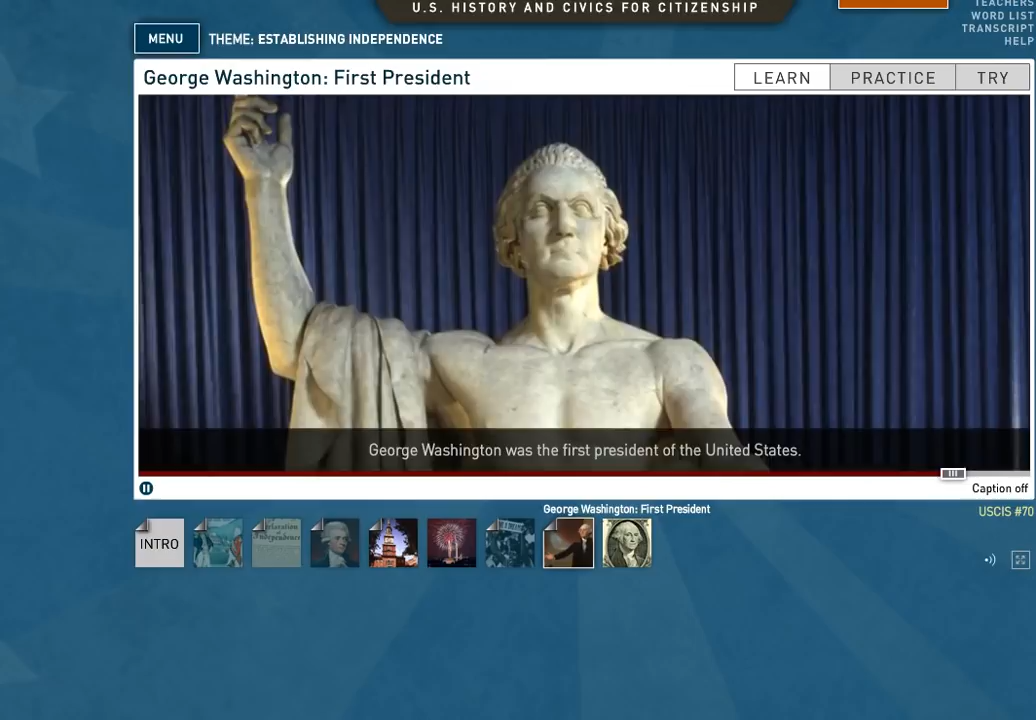 U.S. HISTORY AND CIVICS FOR CITIZENSHIP
TEACHERS
WORD LIST
TRANSCRIPT
HELP
MENU
THEME: ESTABLISHING INDEPENDENCE
George Washington: First President
LEARN
PRACTICE
TRY
George Washington was the first president of the United States.
Caption off
George Washington: First President
USCIS #70
INTRO